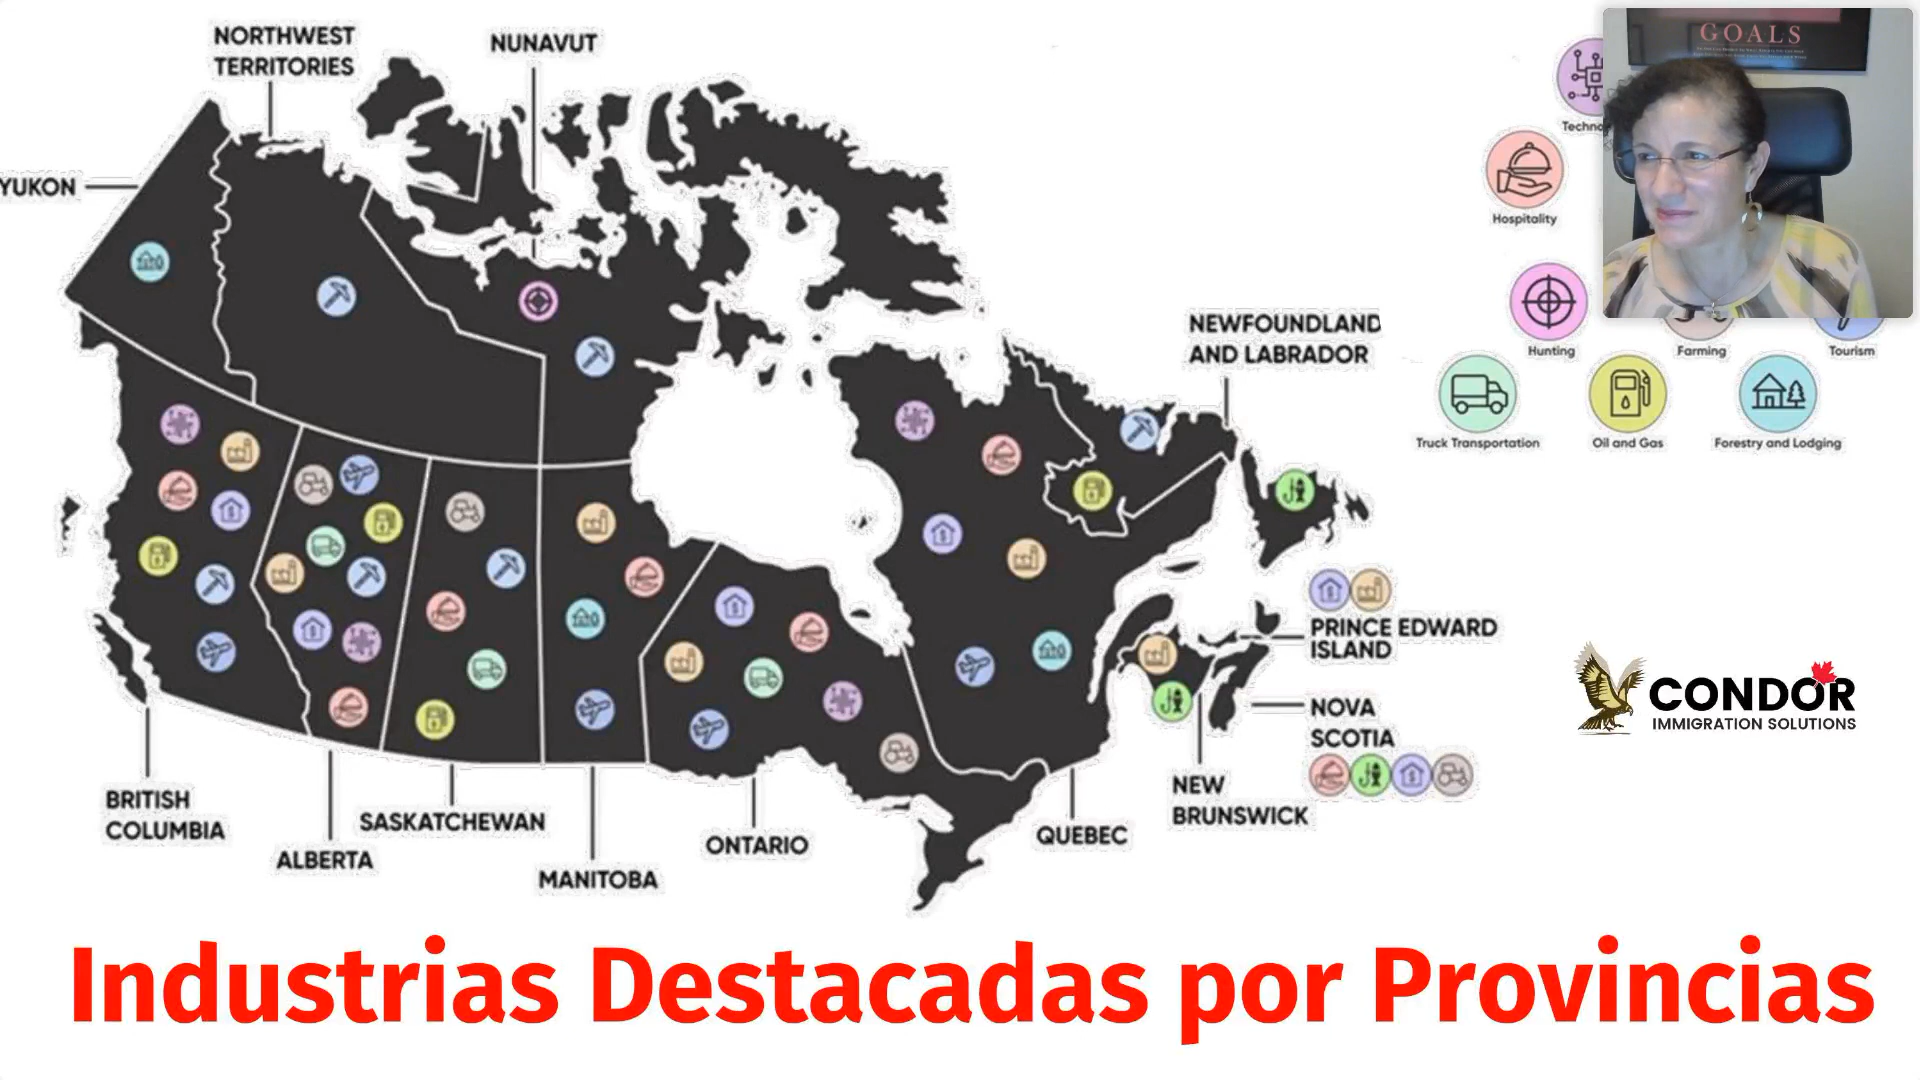 NORTHWEST
TERRITORIES
NUNAVUT
YUKON
GOALS
Hospitality
Hunting
Farming
Tourism
Truck Transportation
Oil and Gas
Forestry and Lodging
NEWFOUNDLAND
AND LABRADOR
PRINCE EDWARD
ISLAND
NOVA
SCOTIA
NEW
BRUNSWICK
CONDOR
IMMIGRATION SOLUTIONS
BRITISH
COLUMBIA
ALBERTA
SASKATCHEWAN
MANITOBA
ONTARIO
QUEBEC
Industrias Destacadas por Provincias